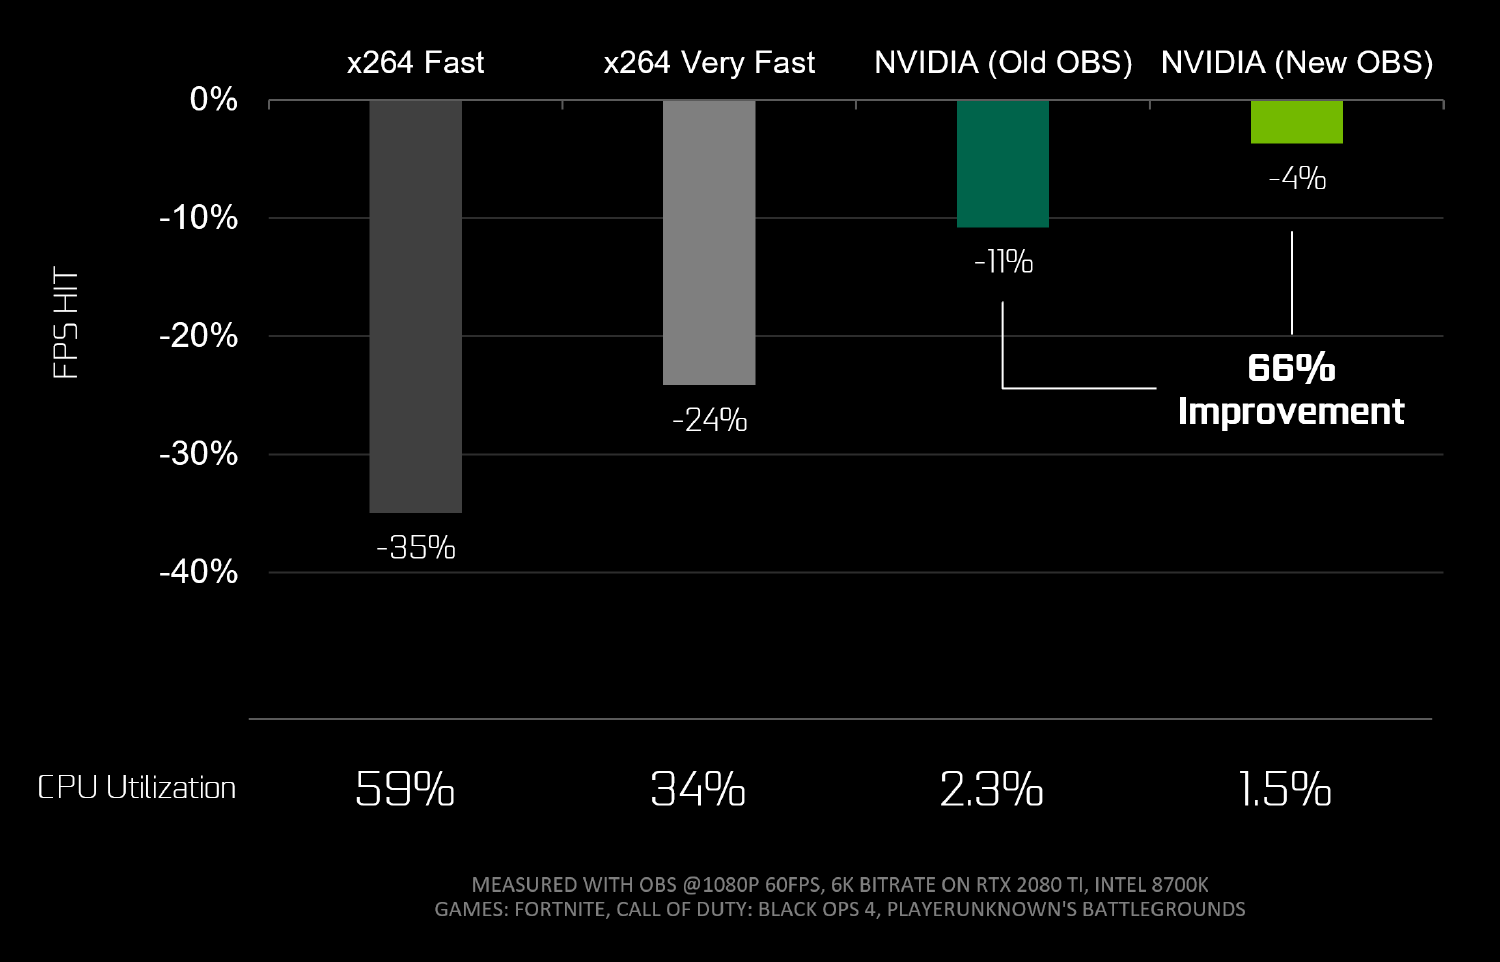 x264 Fast
x264 Very Fast
NVIDIA (Old OBS)
NVIDIA (New OBS)
0%
-10%
-20%
-30%
-40%
FPS HIT
-35%
-24%
-11%
-4%
66%
Improvement
CPU Utilization
59%
34%
2.3%
1.5%
MEASURED WITH OBS @1080P 60FPS, 6K BITRATE ON RTX 2080 TI, INTEL 8700K
GAMES: FORTNITE, CALL OF DUTY: BLACK OPS 4, PLAYERUNKNOWN'S BATTLEGROUNDS